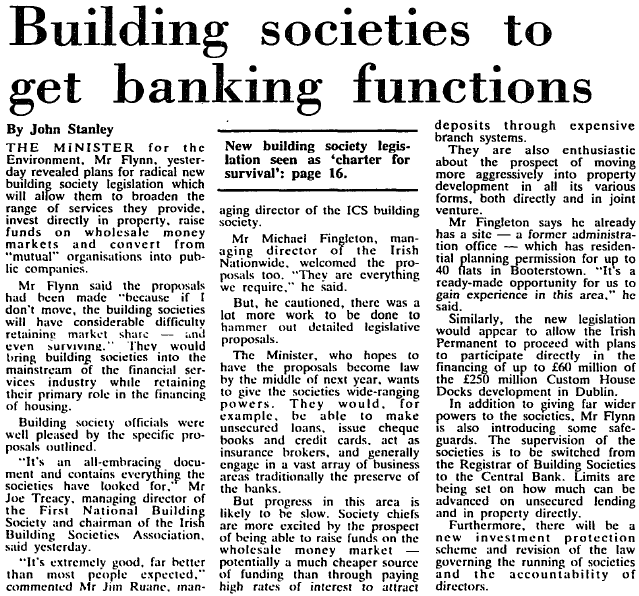 Building societies to
get banking functions
By John Stanley
THE MINISTER for the
Environment, Mr Flynn, yester-
day revealed plans for radical new
building society legislation which
will allow them to broaden the
range of services they provide,
invest directly in property, raise
funds on wholesale money
markets and convert from
"mutual" organisations into pub-
lic companies.
Mr Flynn said the proposals
had been made "because if I
don't move, the building societies
will have considerable difficulty
retaining market share — and
even surviving." They would
bring building societies into the
mainstream of the financial ser-
vices industry while retaining
their primary role in the financing
of housing.
Building society officials were
well pleased by the specific pro-
posals outlined.
"It's an all-embracing docu-
ment and contains everything the
societies have looked for," Mr
Joe Treacy, managing director of
the First National Building
Society and chairman of the Irish
Building Societies Association,
said yesterday.
"It's extremely good, far better
than most people expected,"
commented Mr Jim Ruane, man-
New building society legis-
lation seen as 'charter for
survival': page 16.
aging director of the ICS building
society.
Mr Michael Fingleton, man-
aging director of the Irish
Nationwide, welcomed the pro-
posals too. "They are everything
we require," he said.
But, he cautioned, there was a
lot more work to be done to
hammer out detailed legislative
proposals.
The Minister, who hopes to
have the proposals become law
by the middle of next year, wants
to give the societies wide-ranging
powers. They would, for
example, be able to make
unsecured loans, issue cheque
books and credit cards, act as
insurance brokers, and generally
engage in a vast array of business
areas traditionally the preserve of
the banks.
But progress in this area is
likely to be slow. Society chiefs
are more excited by the prospect
of being able to raise funds on the
wholesale money market —
potentially a much cheaper source
of funding than through paying
high rates of interest to attract
deposits through expensive
branch systems.
They are also enthusiastic
about the prospect of moving
more aggressively into property
development in all its various
forms, both directly and in joint
venture.
Mr Fingleton says he already
has a site — a former administra-
tion office — which has residen-
tial planning permission for up to
40 flats in Booterstown. "It's a
ready-made opportunity for us to
gain experience in this area," he
said.
Similarly, the new legislation
would appear to allow the Irish
Permanent to proceed with plans
to participate directly in the
financing of up to £60 million of
the £250 million Custom House
Docks development in Dublin.
In addition to giving far wider
powers to the societies, Mr Flynn
is also introducing some safe-
guards. The supervision of the
societies is to be switched from
the Registrar of Building Societies
to the Central Bank. Limits are
being set on how much can be
advanced on unsecured lending
and in property directly.
Furthermore, there will be a
new investment protection
scheme and revision of the law
governing the running of societies
and the accountability of
directors.